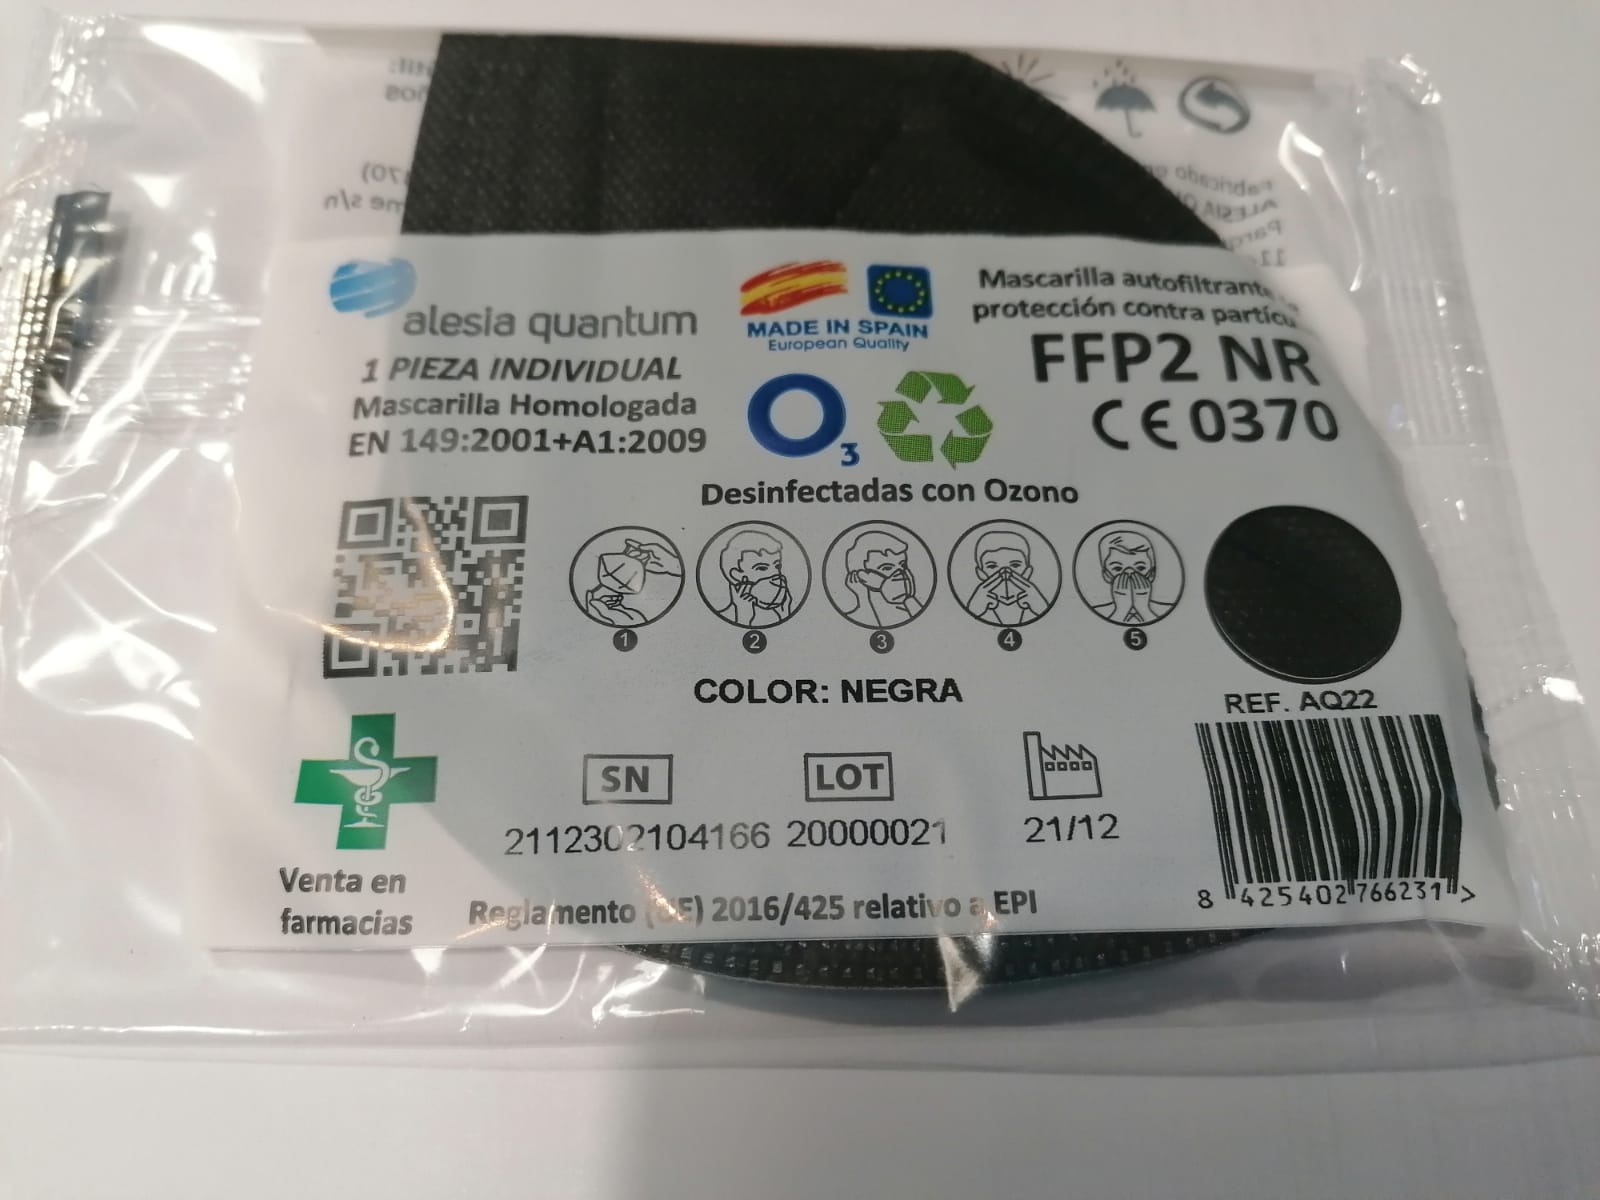 alesia quantum
1 PIEZA INDIVIDUAL
Mascarilla Homologada
EN 149:2001+A1:2009
MADE IN SPAIN
European Quality
O3
Desinfectadas con Ozono
Mascarilla autofiltrante
protección contra
FFP2 NR
CE 0370
1
2
3
4
5
COLOR: NEGRA
REF. AQ22
Venta en
farmacias
SN
2112302104166
LOT
20000021
21/12
Reglamento (UE) 2016/425 relativo a EPI
8 425402 766231 >